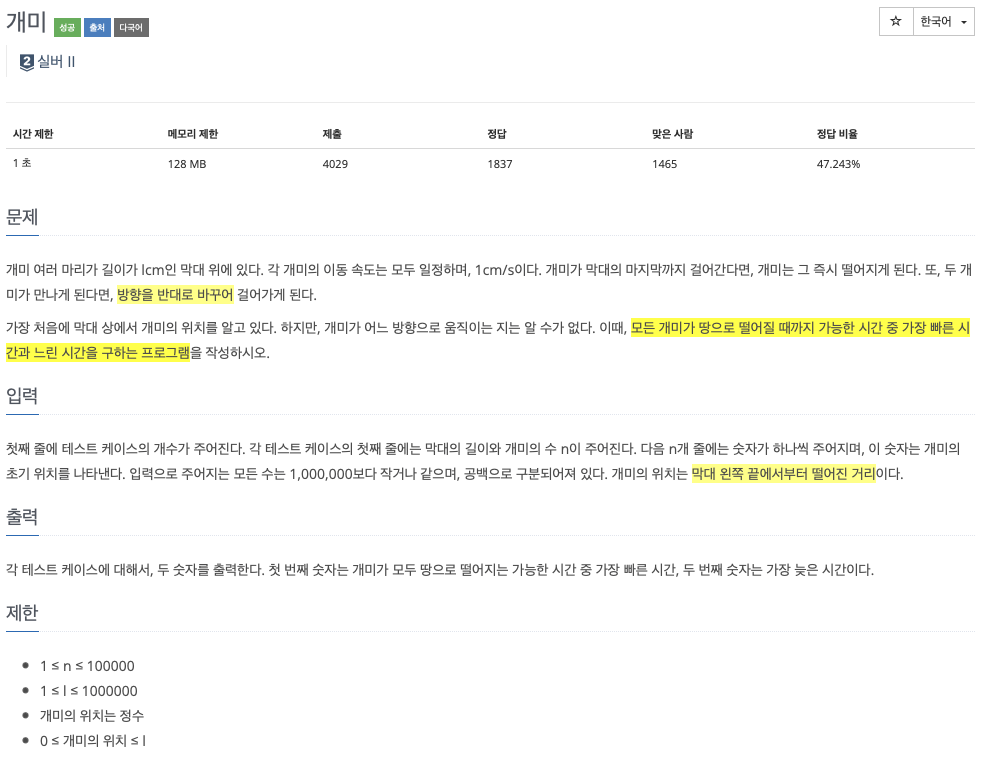 개미 성공 출처 다국어 ☆ 한국어
2 실버 II
시간 제한 메모리 제한 제출 정답 맞은 사람 정답 비율
1 초 128 MB 4029 1837 1465 47.243%
문제
개미 여러 마리가 길이가 lcm인 막대 위에 있다. 각 개미의 이동 속도는 모두 일정하며, 1cm/s이다. 개미가 막대의 마지막까지 걸어간다면, 개미는 그 즉시 떨어지게 된다. 또, 두 개
미가 만나게 된다면, 방향을 반대로 바꾸어 걸어가게 된다.
가장 처음에 막대 상에서 개미의 위치를 알고 있다. 하지만, 개미가 어느 방향으로 움직이는 지는 알 수가 없다. 이때, 모든 개미가 땅으로 떨어질 때까지 가능한 시간 중 가장 빠른 시
간과 느린 시간을 구하는 프로그램을 작성하시오.
입력
첫째 줄에 테스트 케이스의 개수가 주어진다. 각 테스트 케이스의 첫째 줄에는 막대의 길이와 개미의 수 n이 주어진다. 다음 n개 줄에는 숫자가 하나씩 주어지며, 이 숫자는 개미의
초기 위치를 나타낸다. 입력으로 주어지는 모든 수는 1,000,000보다 작거나 같으며, 공백으로 구분되어져 있다. 개미의 위치는 막대 왼쪽 끝에서부터 떨어진 거리이다.
출력
각 테스트 케이스에 대해서, 두 숫자를 출력한다. 첫 번째 숫자는 개미가 모두 땅으로 떨어지는 가능한 시간 중 가장 빠른 시간, 두 번째 숫자는 가장 늦은 시간이다.
제한
• 1 ≤ n ≤ 100000
• 1 ≤ l ≤ 1000000
• 개미의 위치는 정수
• 0 ≤ 개미의 위치 ≤ l